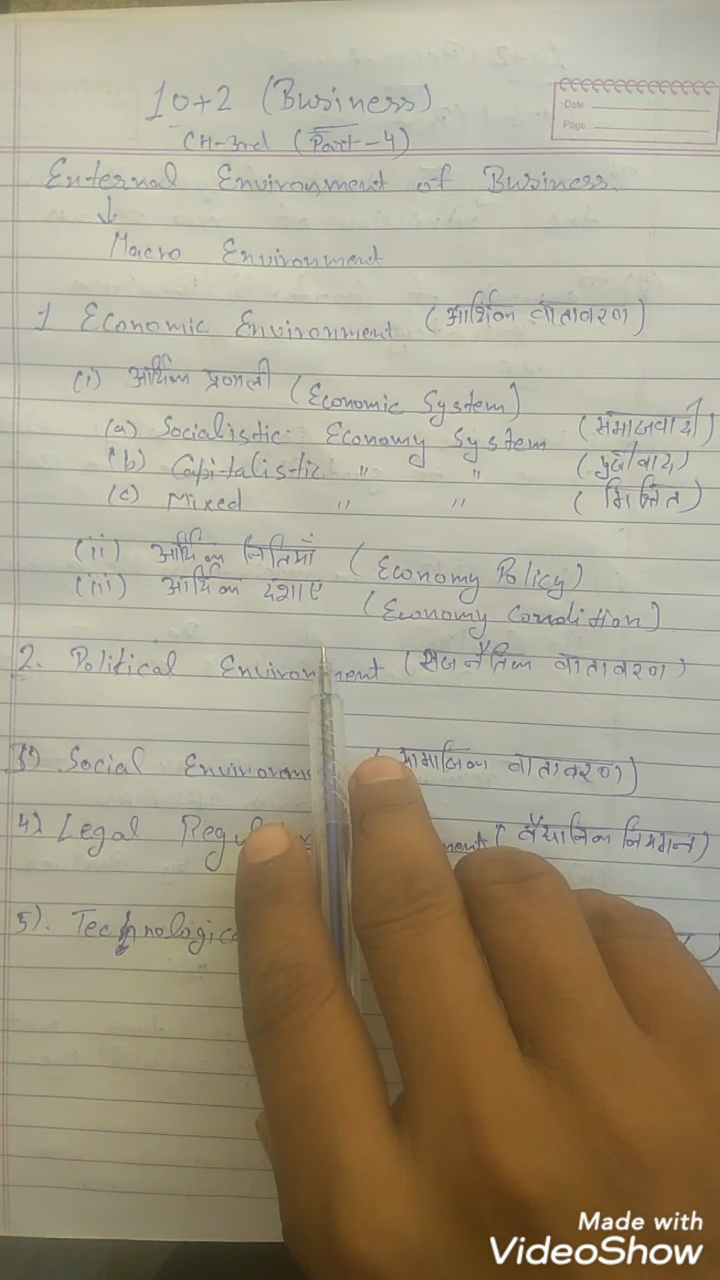 10+2 (Business)
CH-3rd (Part-4)
Date
Page
External Environment of Business.
↓
Macro Environment
1 Economic Environment (आर्थिक वातावरण)
(i) आर्थिक प्रणाली (Economic System)
(a) Socialistic Economy System (समाजवादी)
(b) Capitalistic " " (पुंजीवाद)
(c) Mixed " " (मिश्रित)
(ii) आर्थिक नितियाँ (Economy Policy)
(iii) आर्थिक दशाए (Economy Condition)
2. Political Environment (राजनैतिक वातावरण)
3) Social (सामाजिक वातावरण)
4) Legal (वैधानिक नियमन)
5).
Made with
VideoShow